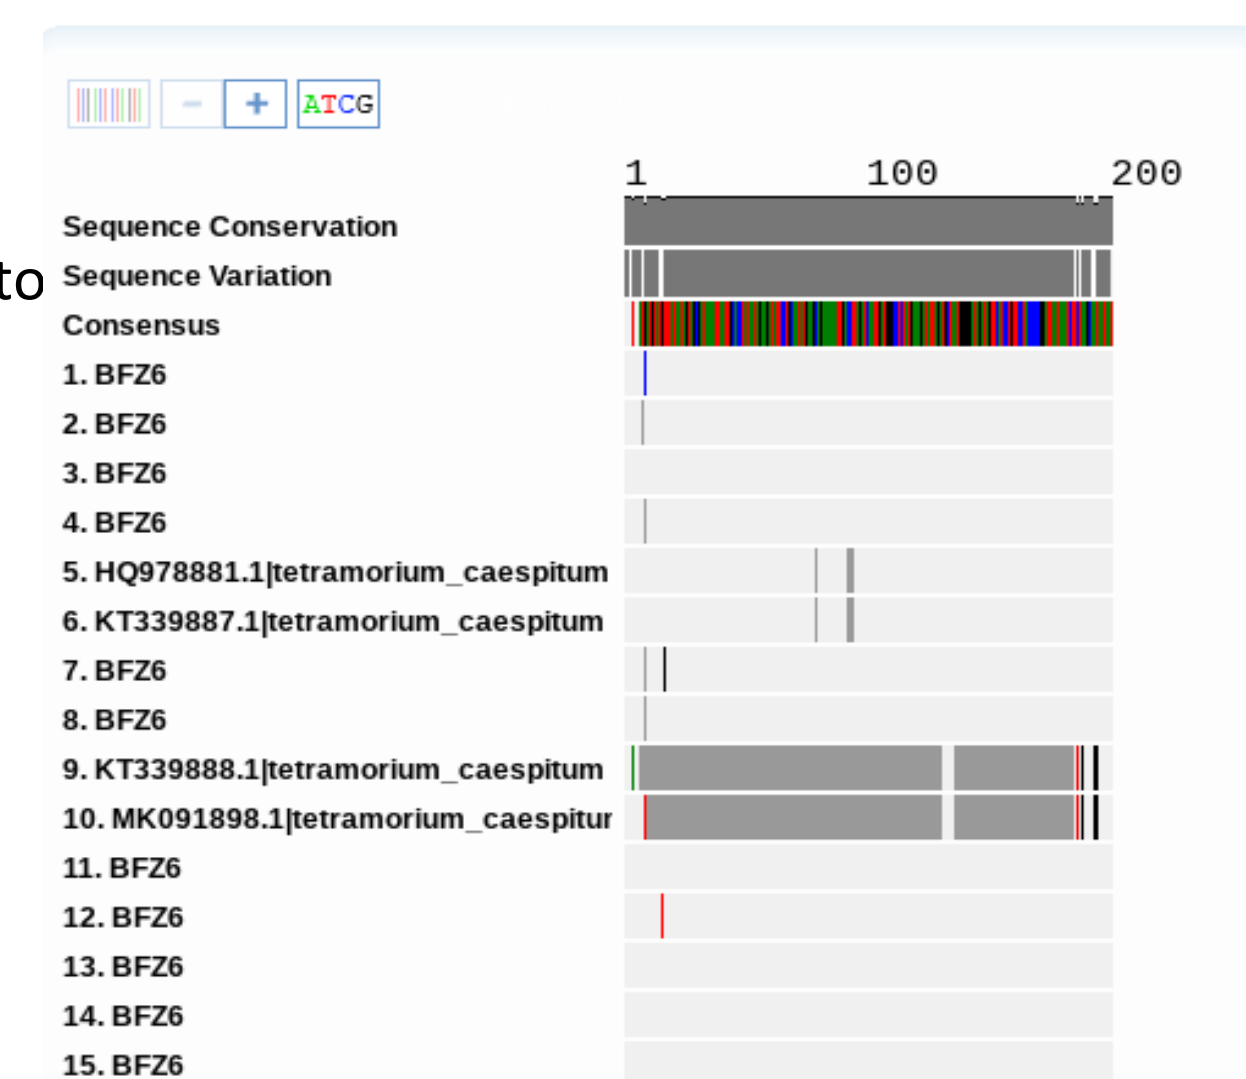 ATCG
1 100 200
Sequence Conservation
to
Sequence Variation
Consensus
1. BFZ6
2. BFZ6
3. BFZ6
4. BFZ6
5. HQ978881.1|tetramorium_caespitum
6. KT339887.1|tetramorium_caespitum
7. BFZ6
8. BFZ6
9. KT339888.1|tetramorium_caespitum
10. MK091898.1|tetramorium_caespitur
11. BFZ6
12. BFZ6
13. BFZ6
14. BFZ6
15. BFZ6